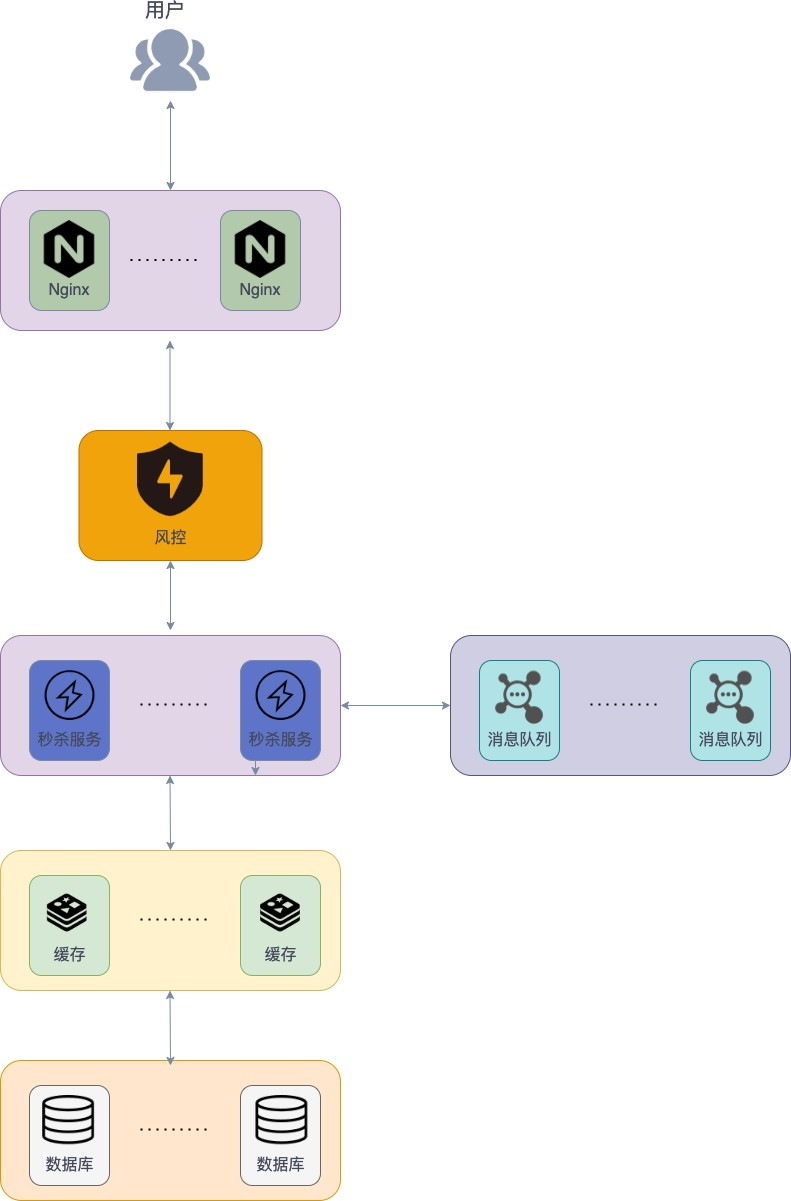 用户
Nginx ......... Nginx
风控
秒杀服务 ......... 秒杀服务
消息队列 ......... 消息队列
缓存 ......... 缓存
数据库 ......... 数据库